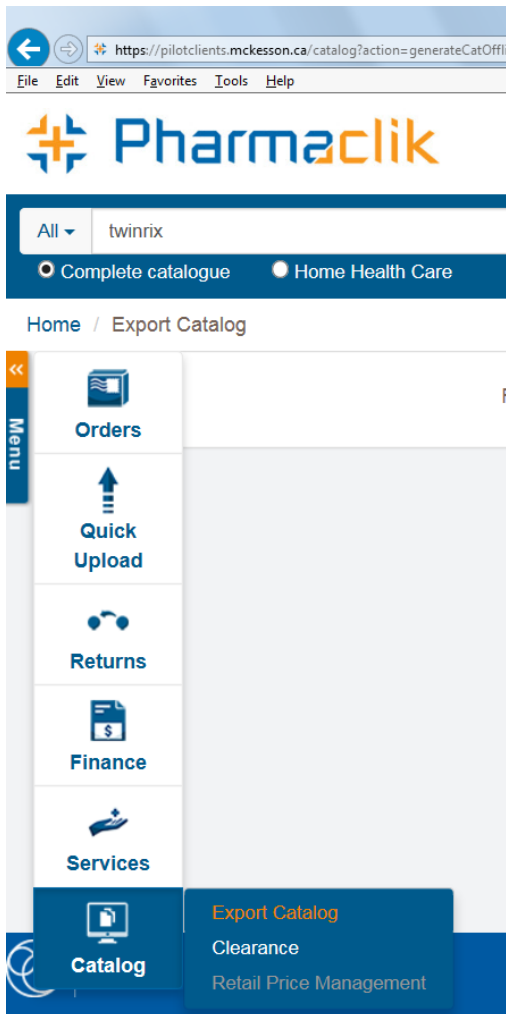 https://pilotclients.mckesson.ca/catalog?action=generateCatOffli
File Edit View Favorites Tools Help
Pharmaclik
All twinrix
Complete catalogue Home Health Care
Home / Export Catalog
«
Menu
Orders
Quick
Upload
Returns
$
Finance
Services
Catalog
Export Catalog
Clearance
Retail Price Management